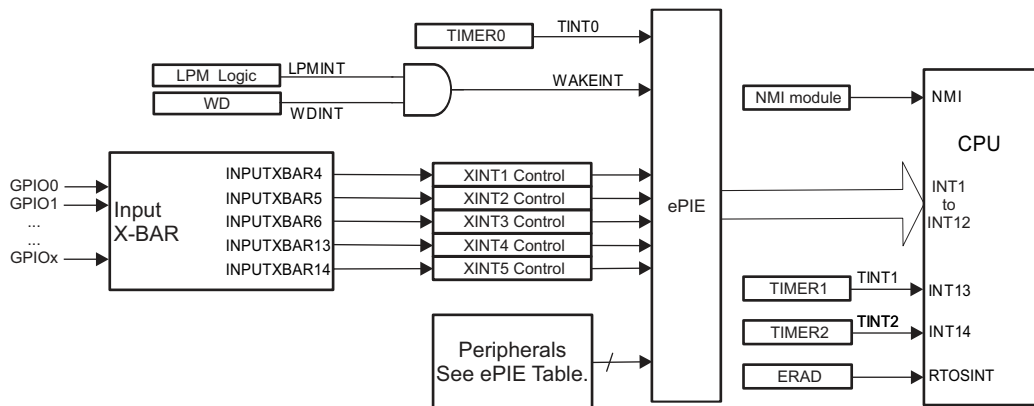 TIMER0
TINT0
LPM Logic
LPMINT
WD
WDINT
WAKEINT
GPIO0
GPIO1
...
...
GPIOx
Input
X-BAR
INPUTXBAR4
INPUTXBAR5
INPUTXBAR6
INPUTXBAR13
INPUTXBAR14
XINT1 Control
XINT2 Control
XINT3 Control
XINT4 Control
XINT5 Control
Peripherals
See ePIE Table.
ePIE
NMI module
NMI
CPU
INT1
to
INT12
TIMER1
TINT1
INT13
TIMER2
TINT2
INT14
ERAD
RTOSINT